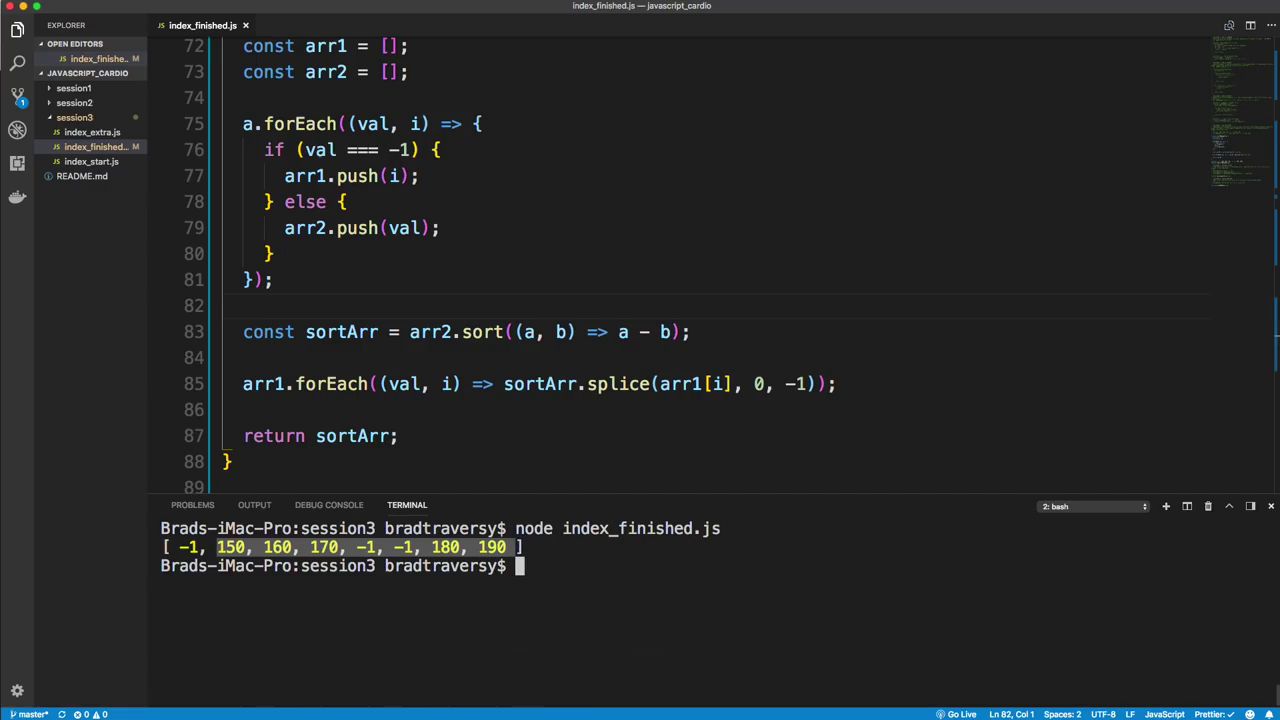 index_finished.js — javascript_cardio
EXPLORER
index_finished.js ×
OPEN EDITORS
index_finishe.. M
JAVASCRIPT_CARDIO
session1
session2
session3
JS index_extra.js
JS index_finished... M
JS index_start.js
README.md
72 const arr1 = [];
73 const arr2 = [];
74
75 a.forEach((val, i) => {
76 if (val === -1) {
77 arr1.push(i);
78 } else {
79 arr2.push(val);
80 }
81 });
82
83 const sortArr = arr2.sort((a, b) => a - b);
84
85 arr1.forEach((val, i) => sortArr.splice(arr1[i], 0, -1));
86
87 return sortArr;
88 }
89
PROBLEMS OUTPUT DEBUG CONSOLE TERMINAL 2: bash
Brads-iMac-Pro:session3 bradtraversy$ node index_finished.js
[ -1, 150, 160, 170, -1, -1, 180, 190 ]
Brads-iMac-Pro:session3 bradtraversy$
master* 0 0 Go Live Ln 82, Col 1 Spaces: 2 UTF-8 LF JavaScript Prettier: ✓